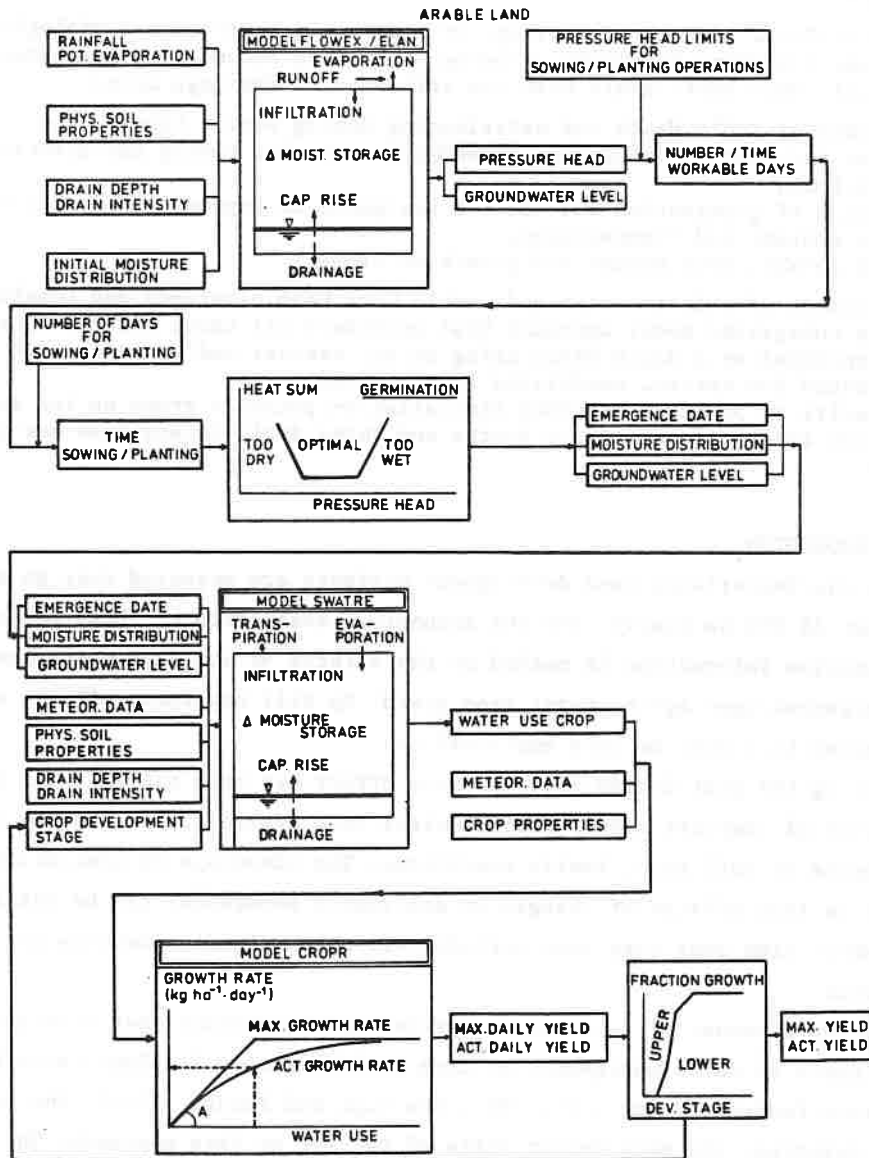 ARABLE LAND
RAINFALL
POT. EVAPORATION
PHYS. SOIL
PROPERTIES
DRAIN DEPTH
DRAIN INTENSITY
INITIAL MOISTURE
DISTRIBUTION
MODEL FLOWEX / ELAN
EVAPORATION
RUNOFF
INFILTRATION
Δ MOIST. STORAGE
CAP. RISE
DRAINAGE
PRESSURE HEAD
GROUNDWATER LEVEL
PRESSURE HEAD LIMITS
FOR
SOWING / PLANTING OPERATIONS
NUMBER / TIME
WORKABLE DAYS
NUMBER OF DAYS
FOR
SOWING / PLANTING
TIME
SOWING / PLANTING
HEAT SUM
GERMINATION
TOO
DRY
OPTIMAL
TOO
WET
PRESSURE HEAD
EMERGENCE DATE
MOISTURE DISTRIBUTION
GROUNDWATER LEVEL
EMERGENCE DATE
MOISTURE DISTRIBUTION
GROUNDWATER LEVEL
METEOR. DATA
PHYS. SOIL
PROPERTIES
DRAIN DEPTH
DRAIN INTENSITY
CROP DEVELOPMENT
STAGE
MODEL SWATRE
TRANS-
PIRATION
EVA-
PORATION
INFILTRATION
Δ MOISTURE
STORAGE
CAP. RISE
DRAINAGE
WATER USE CROP
METEOR. DATA
CROP PROPERTIES
MODEL CROPR
GROWTH RATE
(kg ha⁻¹·day⁻¹)
MAX. GROWTH RATE
ACT GROWTH RATE
A
WATER USE
MAX. DAILY YIELD
ACT. DAILY YIELD
FRACTION GROWTH
UPPER
LOWER
DEV. STAGE
MAX. YIELD
ACT. YIELD